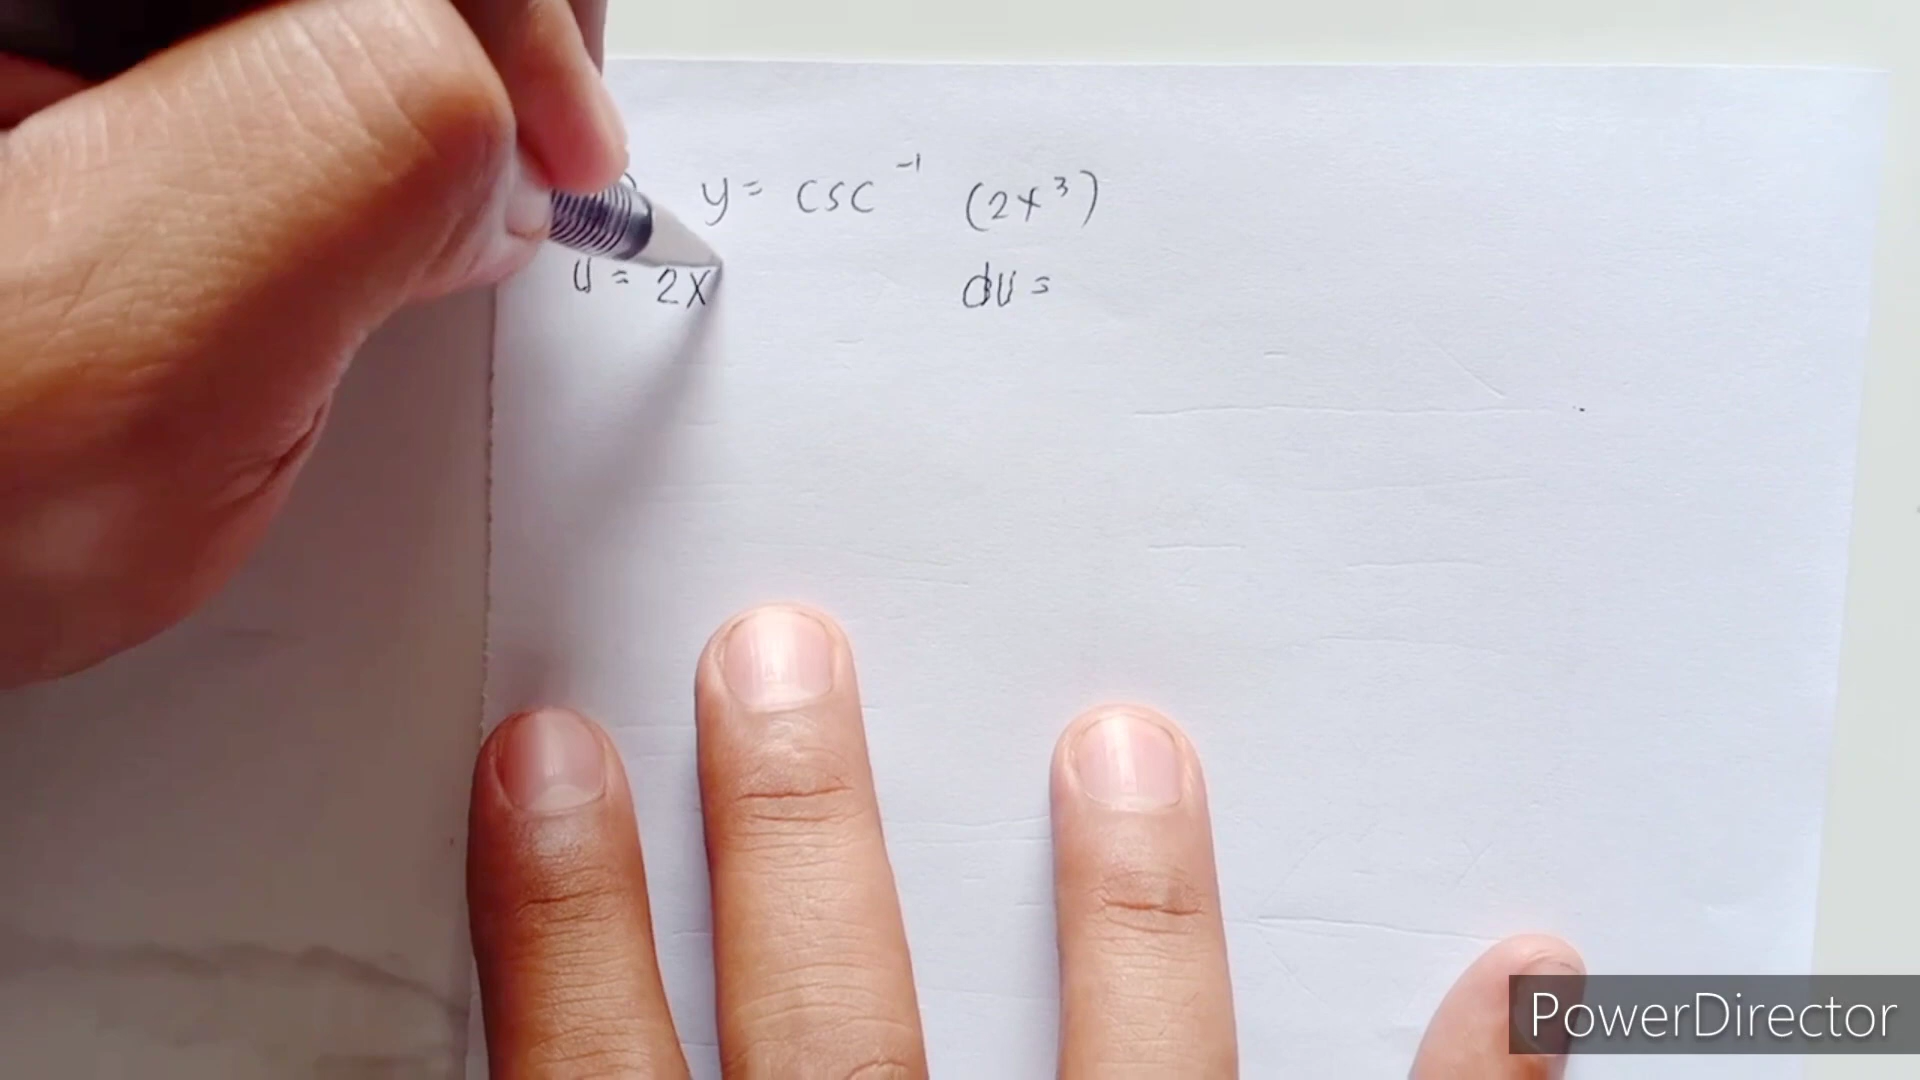 y = csc⁻¹ (2x³)
u = 2x du =
PowerDirector